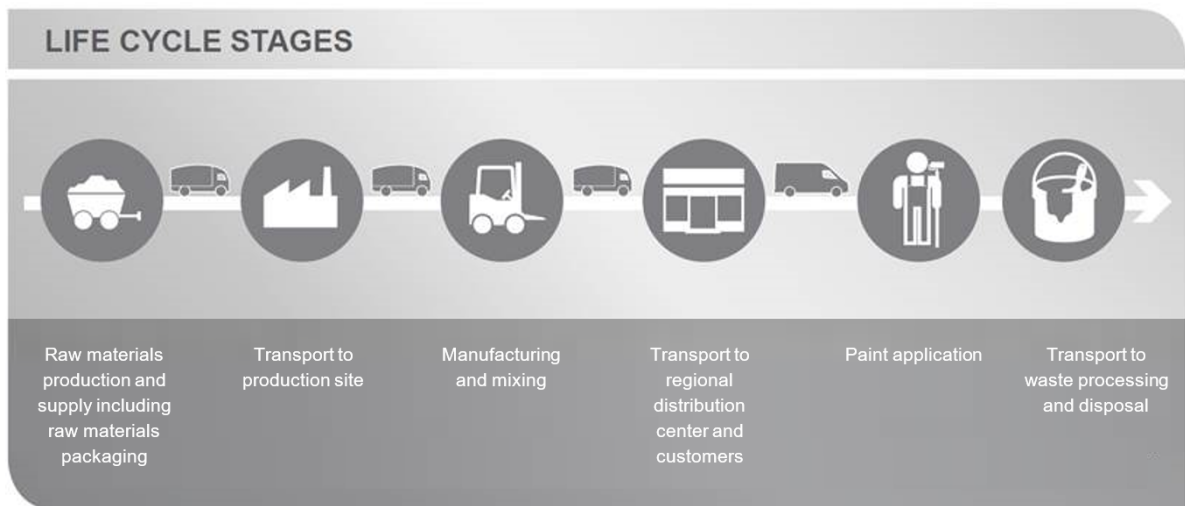 LIFE CYCLE STAGES
Raw materials
production and
supply including
raw materials
packaging
Transport to
production site
Manufacturing
and mixing
Transport to
regional
distribution
center and
customers
Paint application
Transport to
waste processing
and disposal